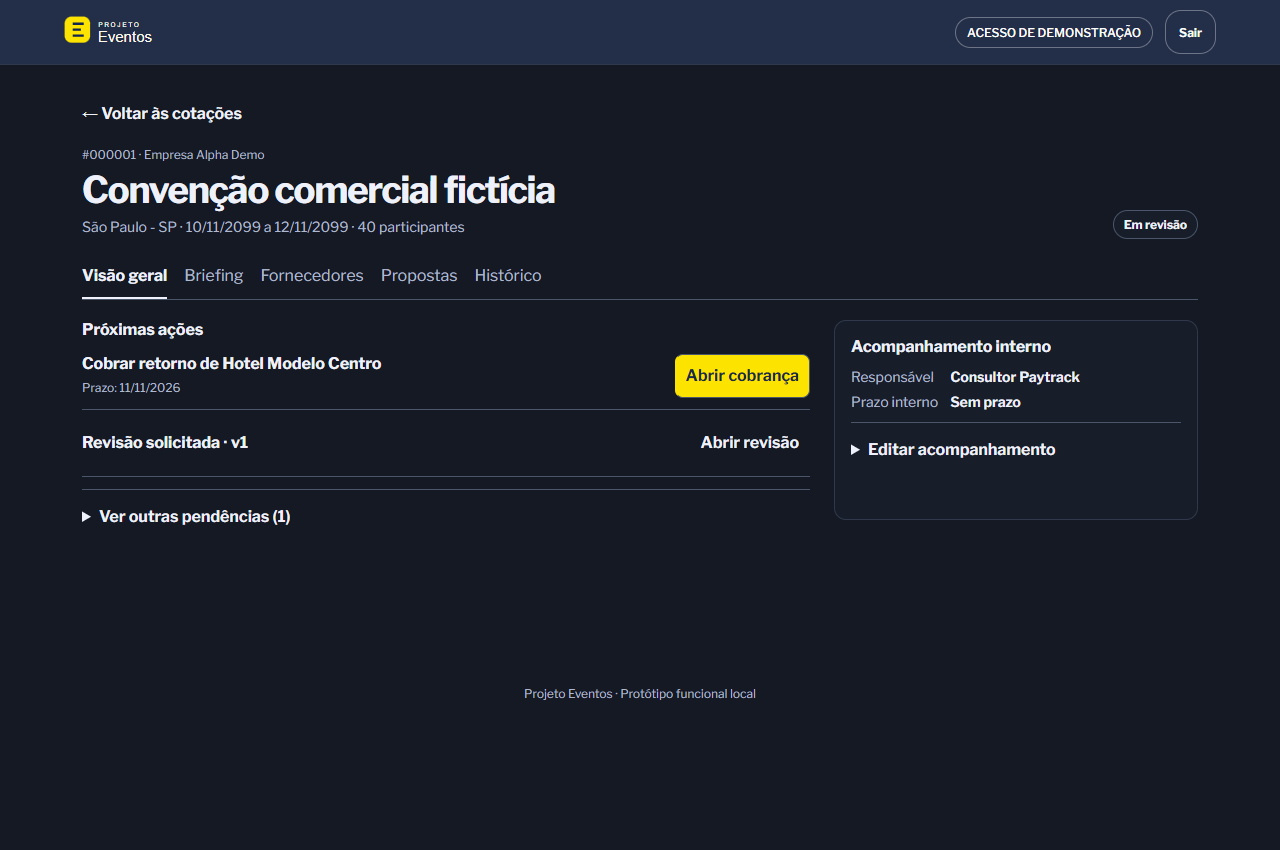 PROJETO
Eventos
ACESSO DE DEMONSTRAÇÃO
Sair
← Voltar às cotações
#000001 · Empresa Alpha Demo
Convenção comercial fictícia
São Paulo - SP · 10/11/2099 a 12/11/2099 · 40 participantes
Em revisão
Visão geral Briefing Fornecedores Propostas Histórico
Próximas ações
Cobrar retorno de Hotel Modelo Centro
Prazo: 11/11/2026
Abrir cobrança
Revisão solicitada · v1
Abrir revisão
Ver outras pendências (1)
Acompanhamento interno
Responsável Consultor Paytrack
Prazo interno Sem prazo
Editar acompanhamento
Projeto Eventos · Protótipo funcional local